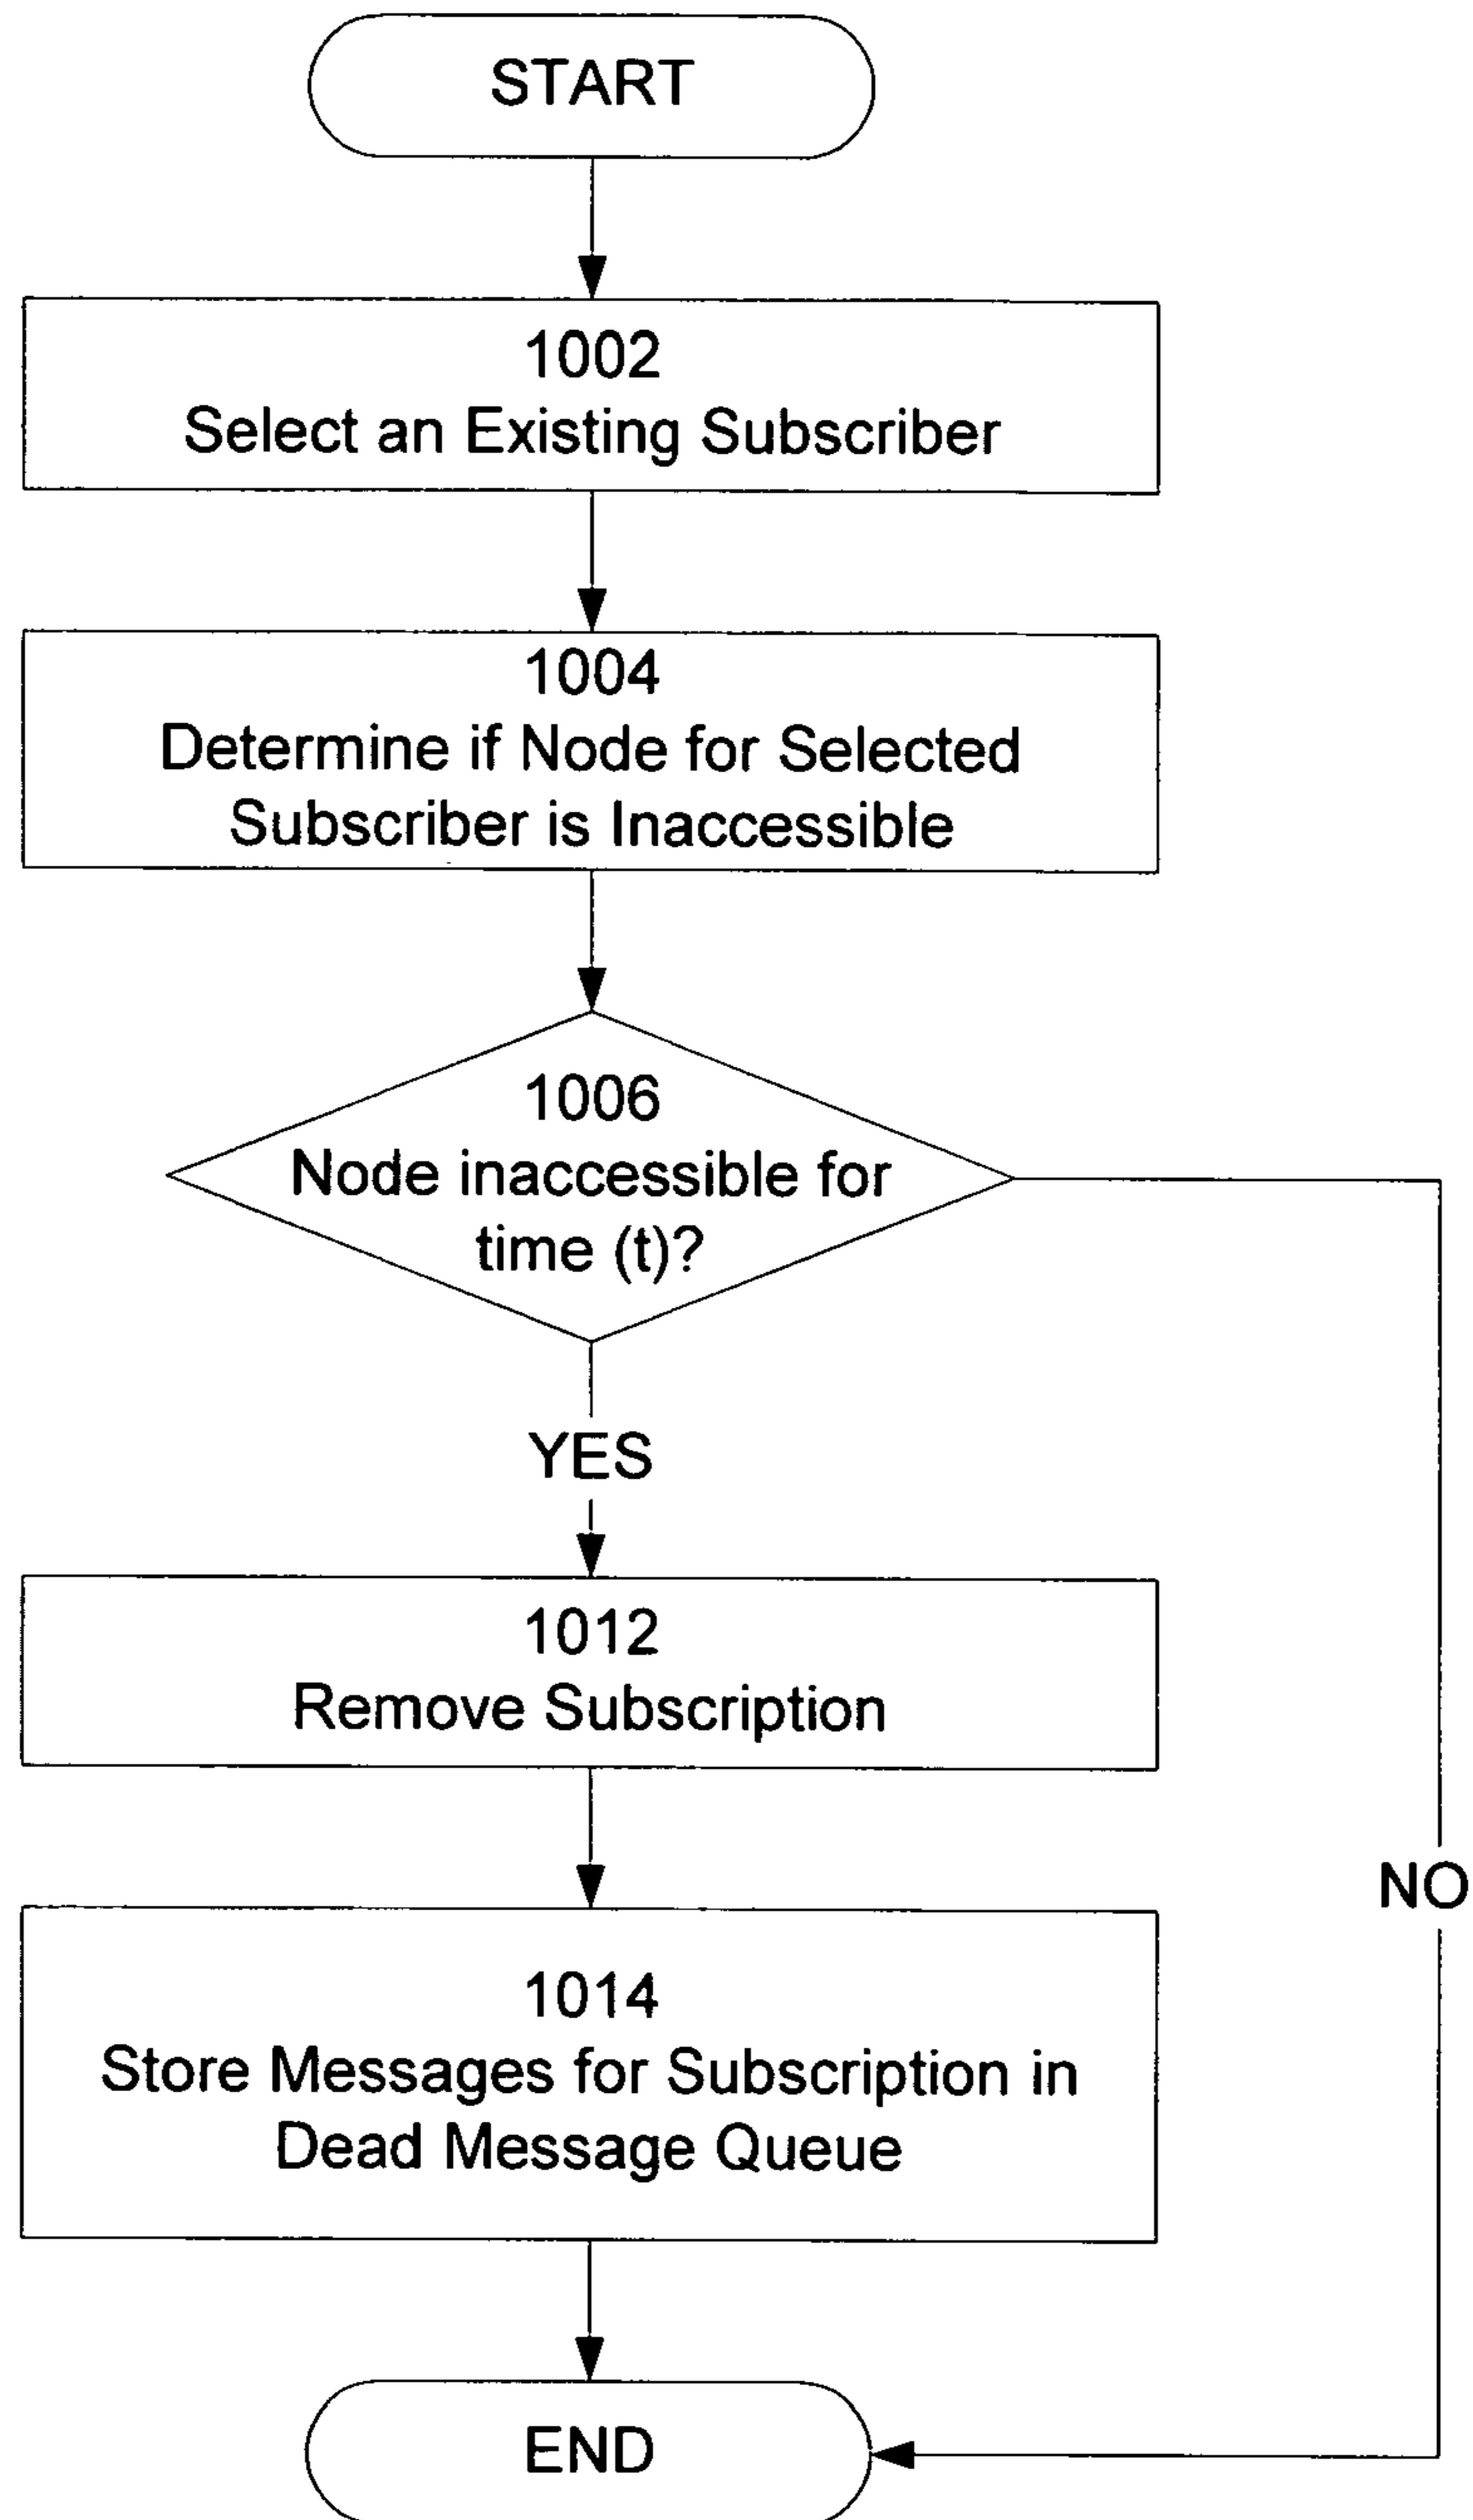 START
1002
Select an Existing Subscriber
1004
Determine if Node for Selected
Subscriber is Inaccessible
1006
Node inaccessible for
time (t)?
YES
1012
Remove Subscription
NO
1014
Store Messages for Subscription in
Dead Message Queue
END